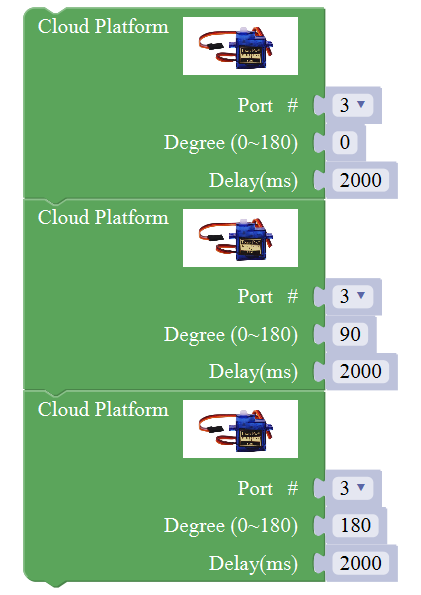 Cloud Platform
Port # 3
Degree (0~180) 0
Delay(ms) 2000
Cloud Platform
Port # 3
Degree (0~180) 90
Delay(ms) 2000
Cloud Platform
Port # 3
Degree (0~180) 180
Delay(ms) 2000